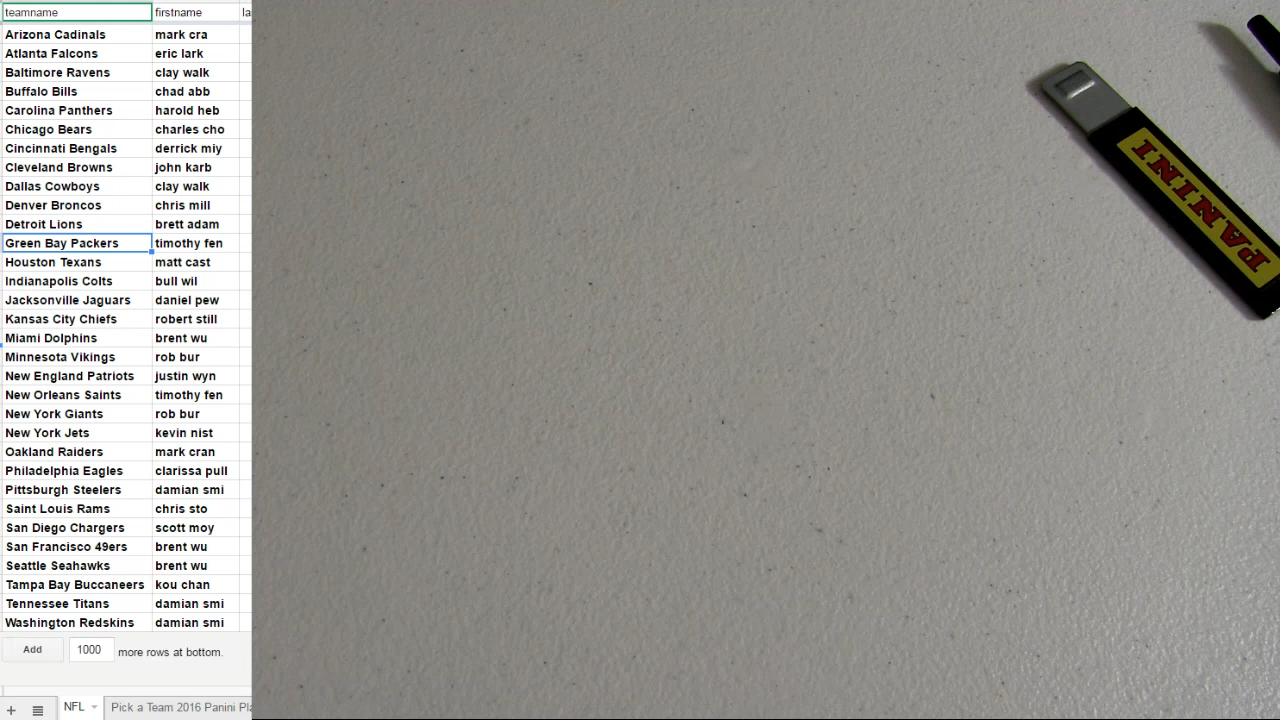 teamname firstname la
Arizona Cadinals mark cra
Atlanta Falcons eric lark
Baltimore Ravens clay walk
Buffalo Bills chad abb
Carolina Panthers harold heb
Chicago Bears charles cho
Cincinnati Bengals derrick miy
Cleveland Browns john karb
Dallas Cowboys clay walk
Denver Broncos chris mill
Detroit Lions brett adam
Green Bay Packers timothy fen
Houston Texans matt cast
Indianapolis Colts bull wil
Jacksonville Jaguars daniel pew
Kansas City Chiefs robert still
Miami Dolphins brent wu
Minnesota Vikings rob bur
New England Patriots justin wyn
New Orleans Saints timothy fen
New York Giants rob bur
New York Jets kevin nist
Oakland Raiders mark cran
Philadelphia Eagles clarissa pull
Pittsburgh Steelers damian smi
Saint Louis Rams chris sto
San Diego Chargers scott moy
San Francisco 49ers brent wu
Seattle Seahawks brent wu
Tampa Bay Buccaneers kou chan
Tennessee Titans damian smi
Washington Redskins damian smi
Add 1000 more rows at bottom.
NFL Pick a Team 2016 Panini Pla
PANINI